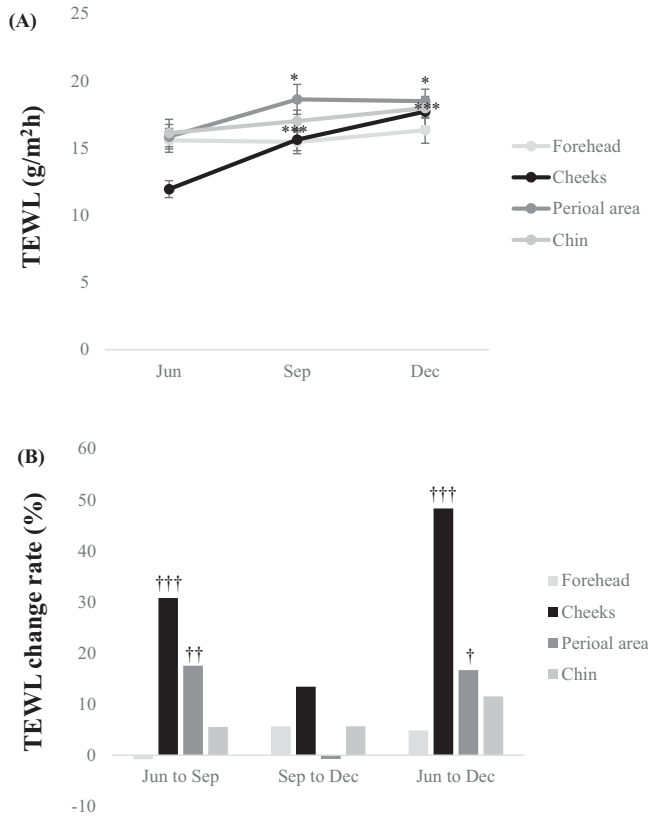 (A)
TEWL (g/m²h)
25
20
15
10
5
0
*
*
***
***
Jun Sep Dec
Forehead
Cheeks
Perioal area
Chin
(B)
TEWL change rate (%)
60
50
40
30
20
10
0
-10
†††
††
†††
†
Jun to Sep Sep to Dec Jun to Dec
Forehead
Cheeks
Perioal area
Chin